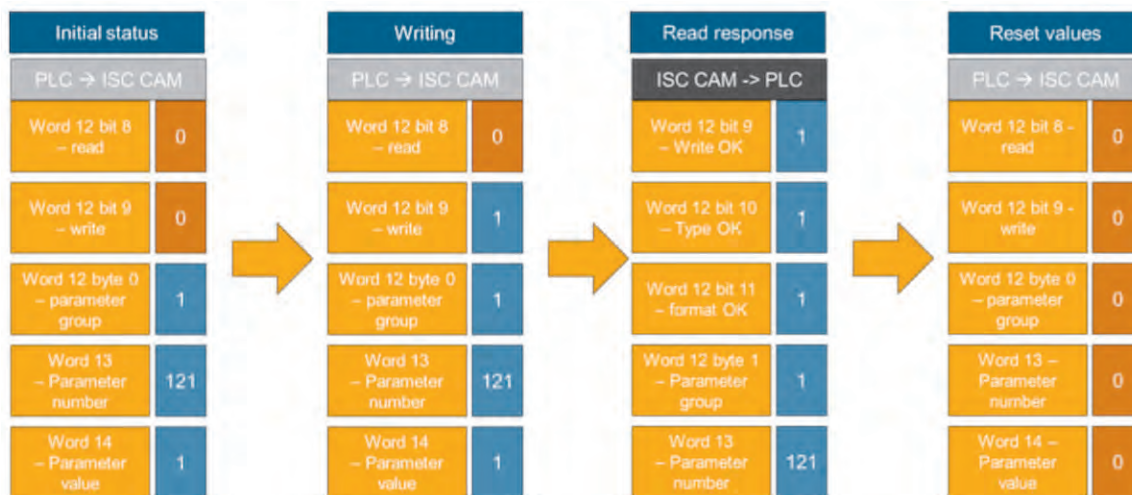 Initial status
PLC → ISC CAM
Word 12 bit 8
– read
0
Word 12 bit 9
– write
0
Word 12 byte 0
– parameter
group
1
Word 13
– Parameter
number
121
Word 14
– Parameter
value
1
Writing
PLC → ISC CAM
Word 12 bit 8
– read
0
Word 12 bit 9
– write
1
Word 12 byte 0
– parameter
group
1
Word 13
– Parameter
number
121
Word 14
– Parameter
value
1
Read response
ISC CAM -> PLC
Word 12 bit 9
– Write OK
1
Word 12 bit 10
– Type OK
1
Word 12 bit 11
– format OK
1
Word 12 byte 1
– Parameter
group
1
Word 13
– Parameter
number
121
Reset values
PLC → ISC CAM
Word 12 bit 8 -
read
0
Word 12 bit 9 -
write
0
Word 12 byte 0
– parameter
group
0
Word 13 –
Parameter
number
0
Word 14 –
Parameter
value
0